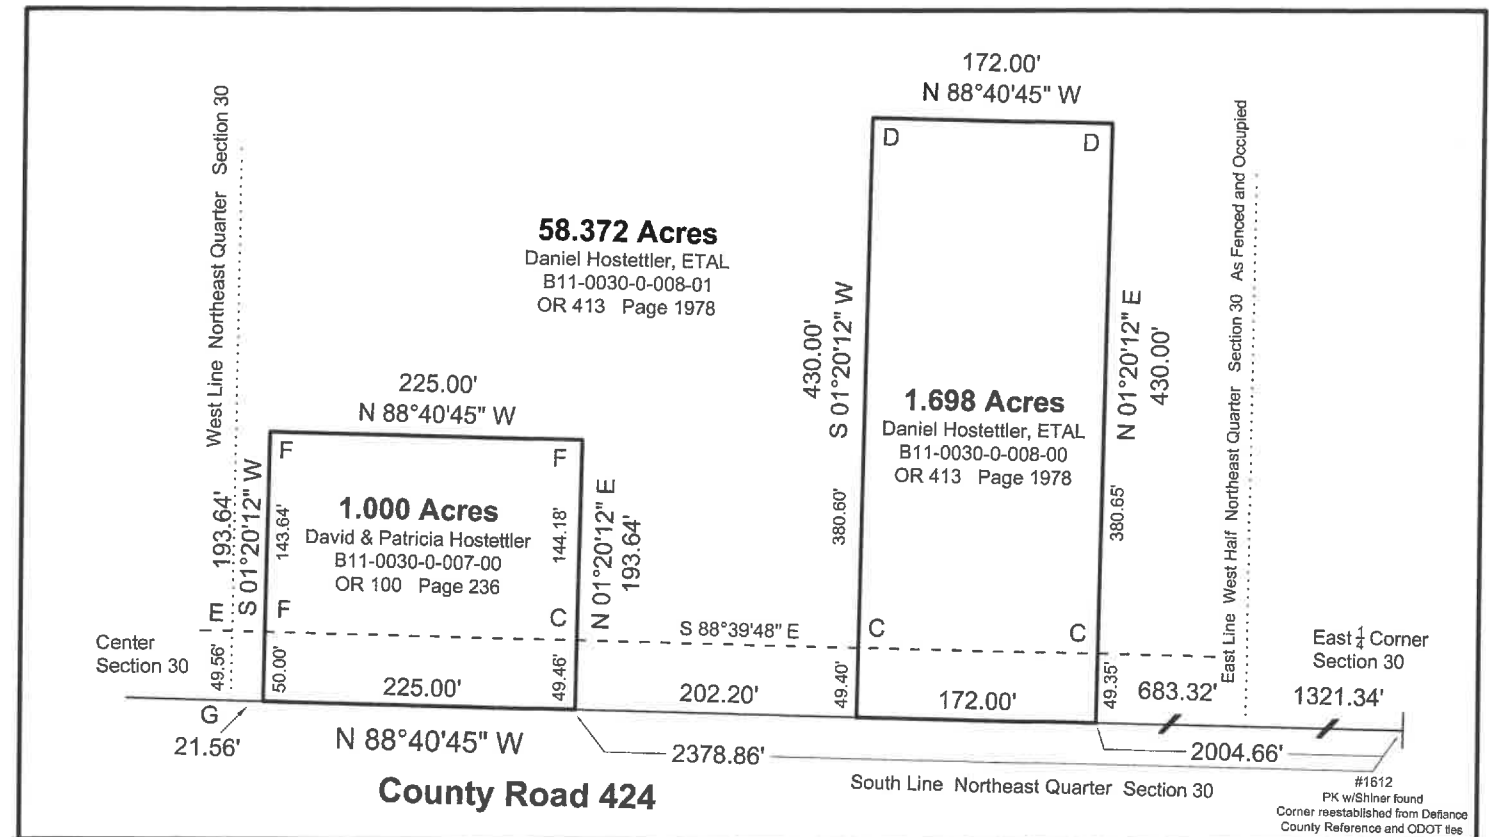 172.00'
N 88°40'45" W
West Line Northeast Quarter Section 30
East Line West Half Northeast Quarter Section 30 As Fenced and Occupied
D
D
58.372 Acres
Daniel Hostettler, ETAL
B11-0030-0-008-01
OR 413 Page 1978
430.00'
S 01°20'12" W
N 01°20'12" E
430.00'
225.00'
N 88°40'45" W
1.698 Acres
Daniel Hostettler, ETAL
B11-0030-0-008-00
OR 413 Page 1978
F
F
193.64'
S 01°20'12" W
143.64'
1.000 Acres
David & Patricia Hostettler
B11-0030-0-007-00
OR 100 Page 236
144.18'
N 01°20'12" E
193.64'
380.60'
380.65'
E
F
C
S 88°39'48" E
C
C
Center
Section 30
East 1/4 Corner
Section 30
49.56'
50.00'
225.00'
49.46'
202.20'
49.40'
172.00'
49.35'
683.32'
1321.34'
G
21.56'
N 88°40'45" W
2378.86'
2004.66'
County Road 424
South Line Northeast Quarter Section 30
#1612
PK w/Shiner found
Corner reestablished from Defiance
County Reference and ODOT ties